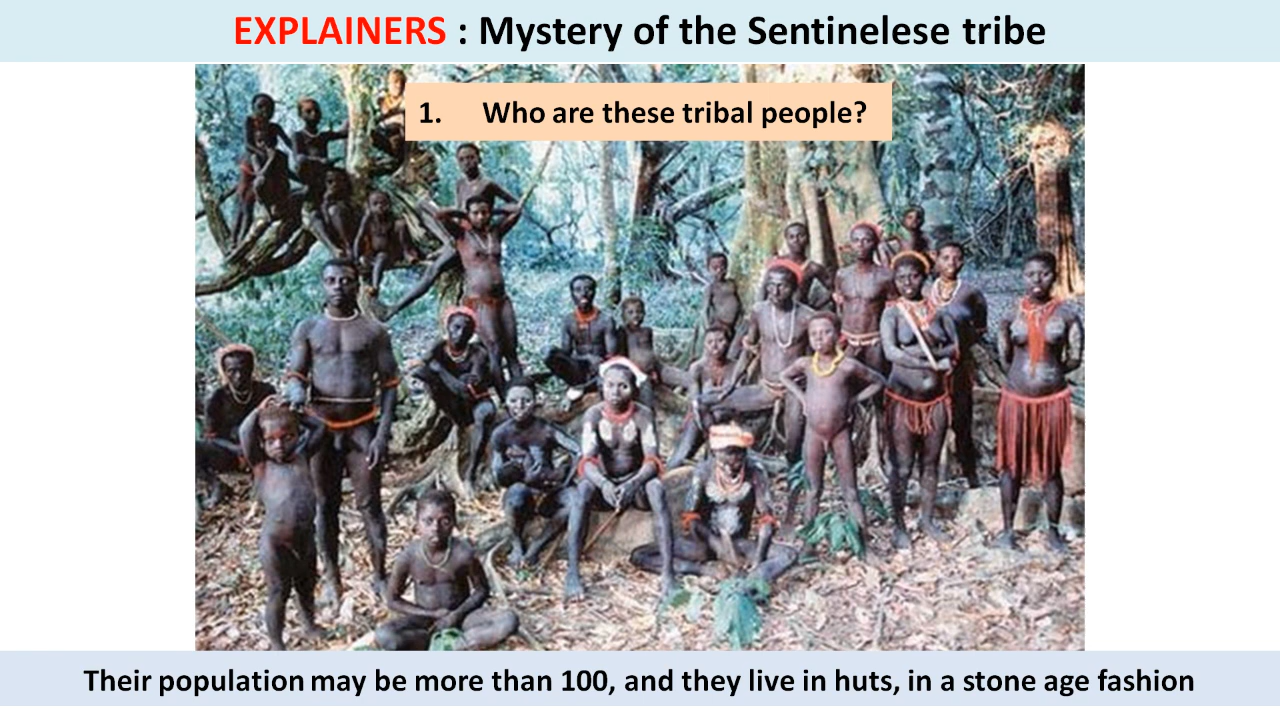 EXPLAINERS : Mystery of the Sentinelese tribe
1. Who are these tribal people?
Their population may be more than 100, and they live in huts, in a stone age fashion